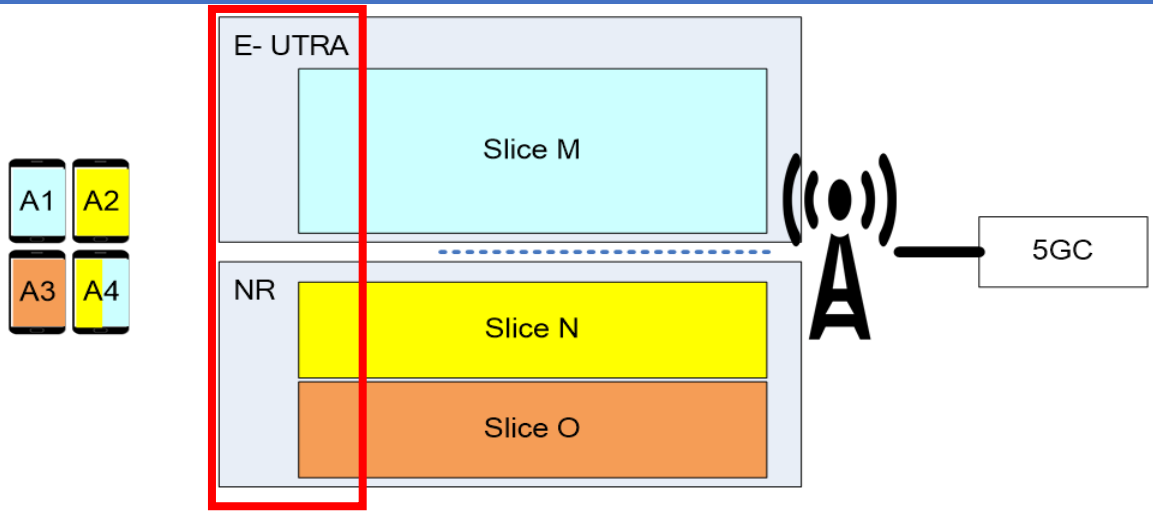 E- UTRA
Slice M
A1 A2
A3 A4
5GC
NR
Slice N
Slice O